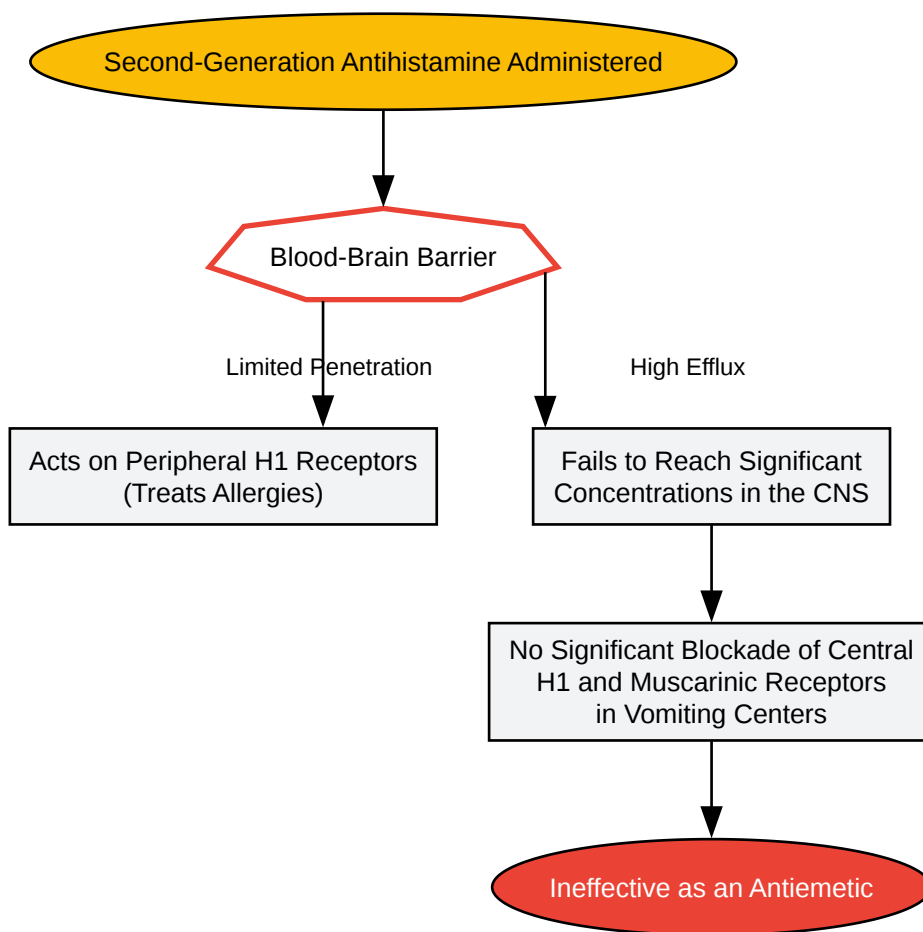 Second-Generation Antihistamine Administered
Blood-Brain Barrier
Limited Penetration
High Efflux
Acts on Peripheral H1 Receptors
(Treats Allergies)
Fails to Reach Significant
Concentrations in the CNS
No Significant Blockade of Central
H1 and Muscarinic Receptors
in Vomiting Centers
Ineffective as an Antiemetic